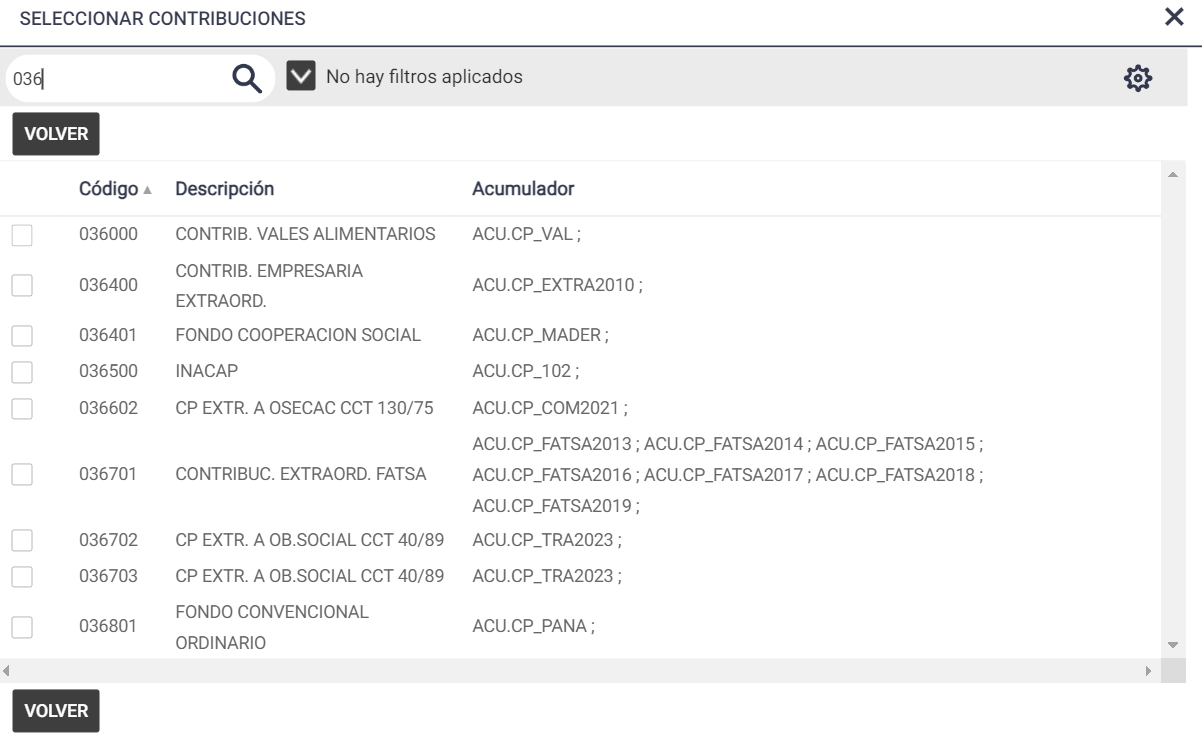 SELECCIONAR CONTRIBUCIONES
036
No hay filtros aplicados
VOLVER
Código Descripción Acumulador
036000 CONTRIB. VALES ALIMENTARIOS ACU.CP_VAL ;
036400 CONTRIB. EMPRESARIA
EXTRAORD. ACU.CP_EXTRA2010 ;
036401 FONDO COOPERACION SOCIAL ACU.CP_MADER ;
036500 INACAP ACU.CP_102 ;
036602 CP EXTR. A OSECAC CCT 130/75 ACU.CP_COM2021 ;
036701 CONTRIBUC. EXTRAORD. FATSA ACU.CP_FATSA2013 ; ACU.CP_FATSA2014 ; ACU.CP_FATSA2015 ;
ACU.CP_FATSA2016 ; ACU.CP_FATSA2017 ; ACU.CP_FATSA2018 ;
ACU.CP_FATSA2019 ;
036702 CP EXTR. A OB.SOCIAL CCT 40/89 ACU.CP_TRA2023 ;
036703 CP EXTR. A OB.SOCIAL CCT 40/89 ACU.CP_TRA2023 ;
036801 FONDO CONVENCIONAL
ORDINARIO ACU.CP_PANA ;
VOLVER